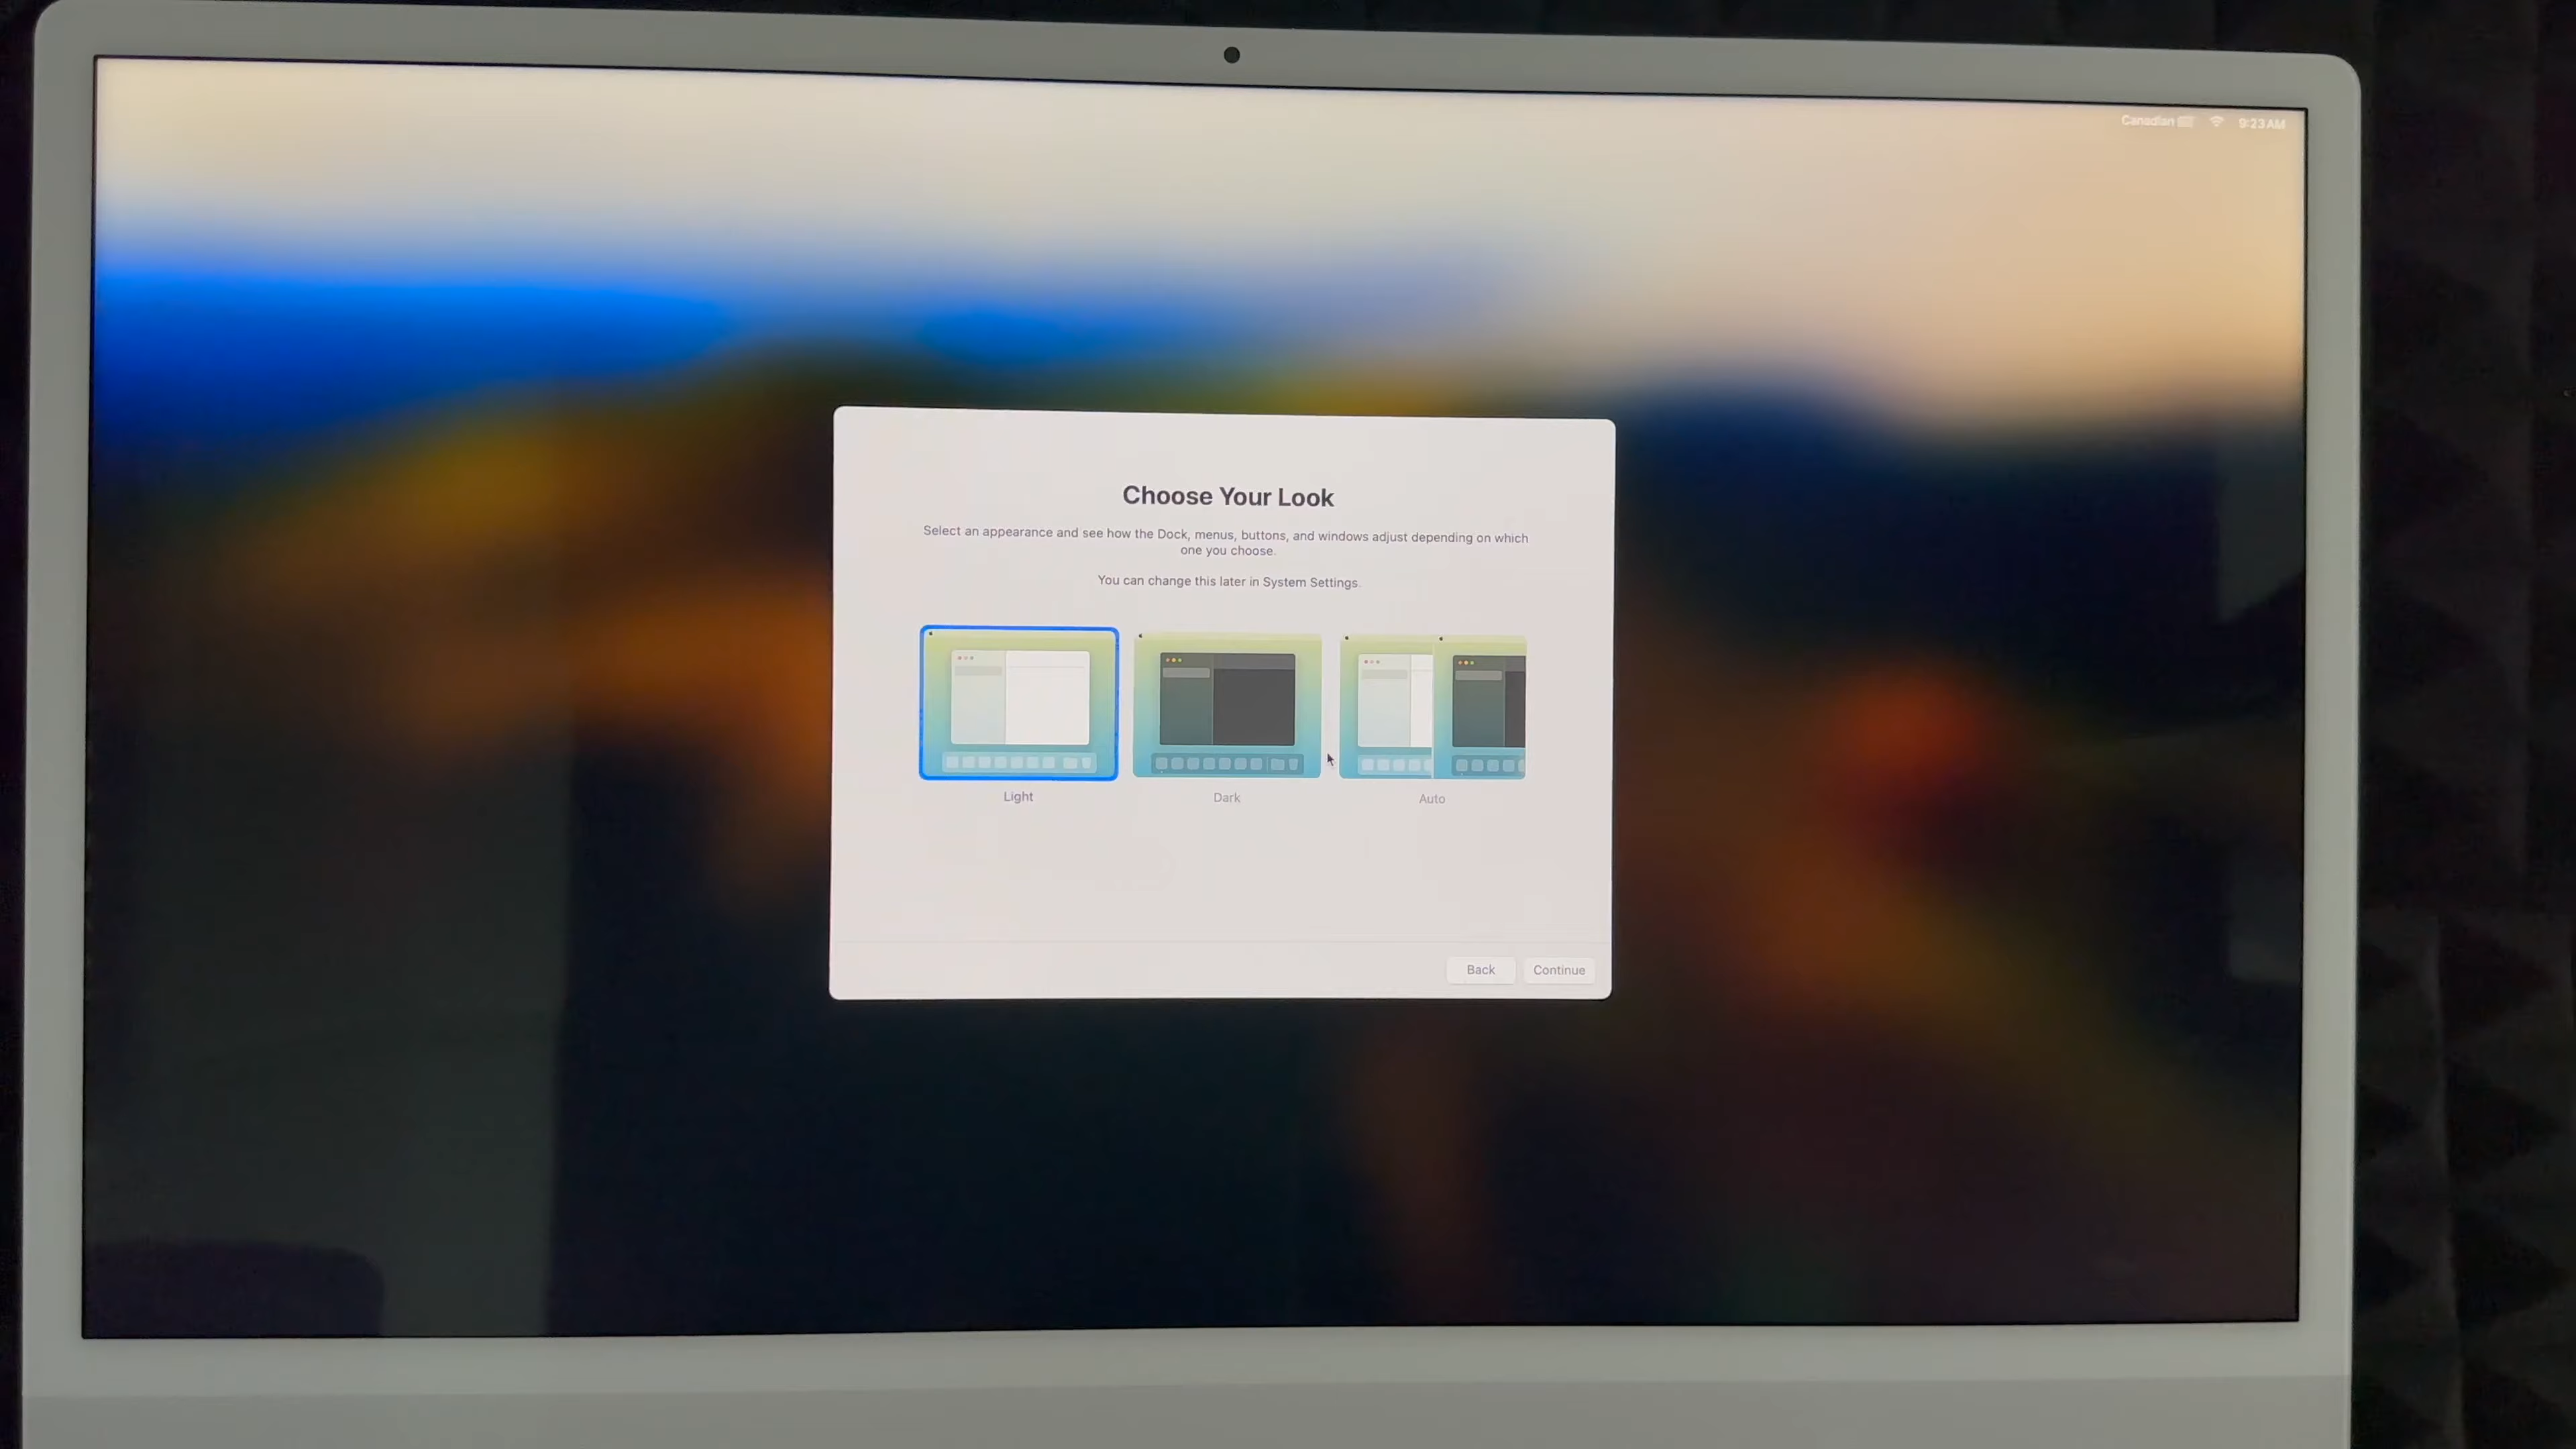 Canadian
9:23 AM
Choose Your Look
Select an appearance and see how the Dock, menus, buttons, and windows adjust depending on which
one you choose.
You can change this later in System Settings.
Light
Dark
Auto
Back
Continue